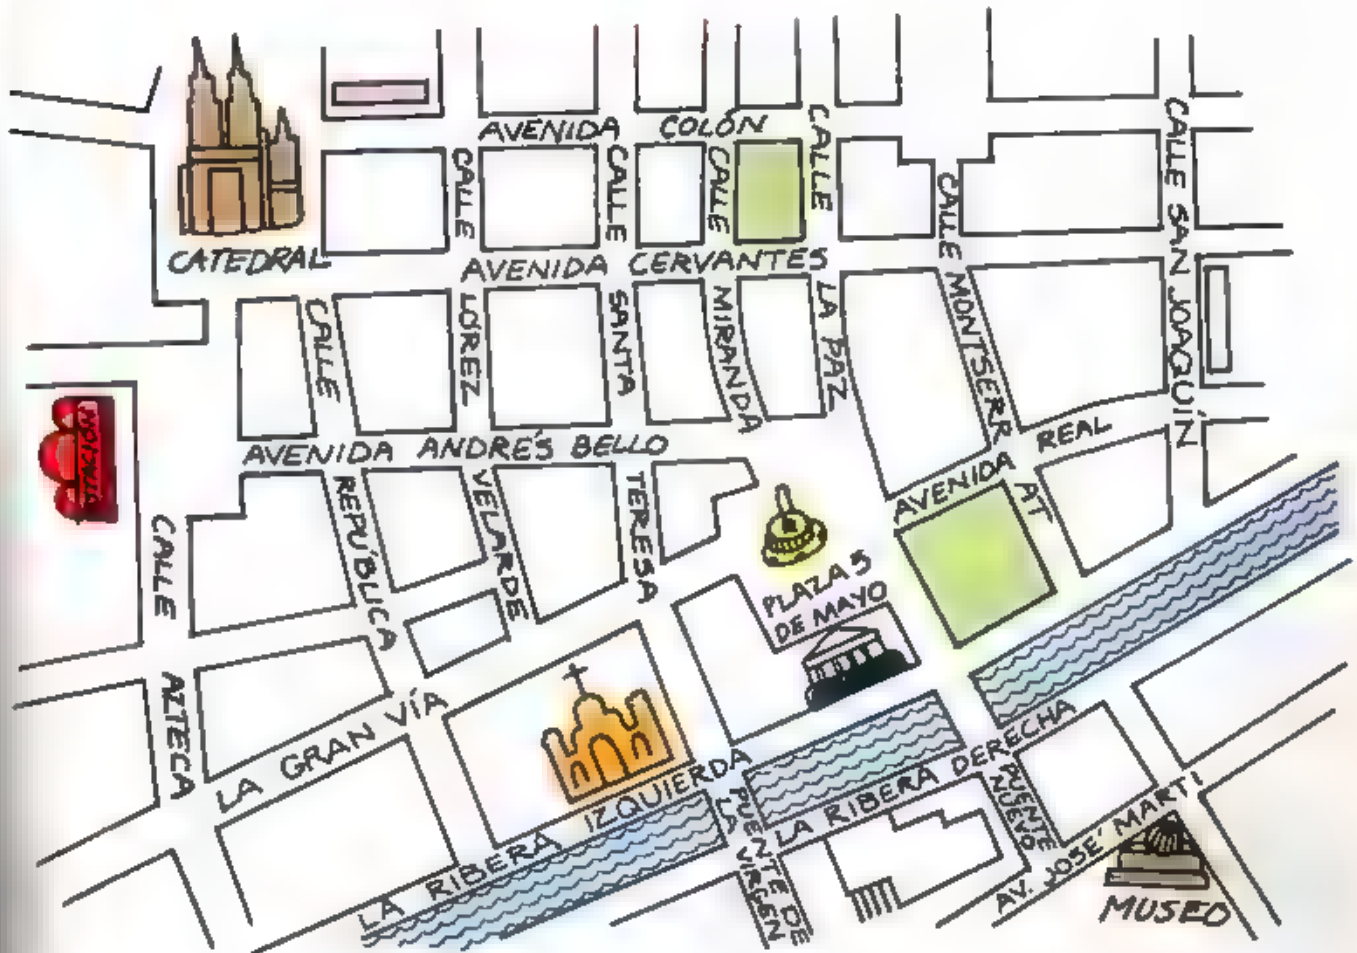 AVENIDA COLÓN
CALLE LÓREZ VELARDE
CALLE SANTA TERESA
CALLE MIRANDA
CALLE LA PAZ
CALLE MONTSERRAT
CALLE SAN JOAQUÍN
CATEDRAL
AVENIDA CERVANTES
CALLE REPÚBLICA
AVENIDA ANDRÉS BELLO
AVENIDA REAL
ESTACIÓN
CALLE AZTECA
PLAZA 5
DE MAYO
LA GRAN VÍA
LA RIBERA IZQUIERDA
LA RIBERA DERECHA
PUENTE DE
LA VIRGEN
PUENTE
NUEVO
AV. JOSÉ MARTÍ
MUSEO